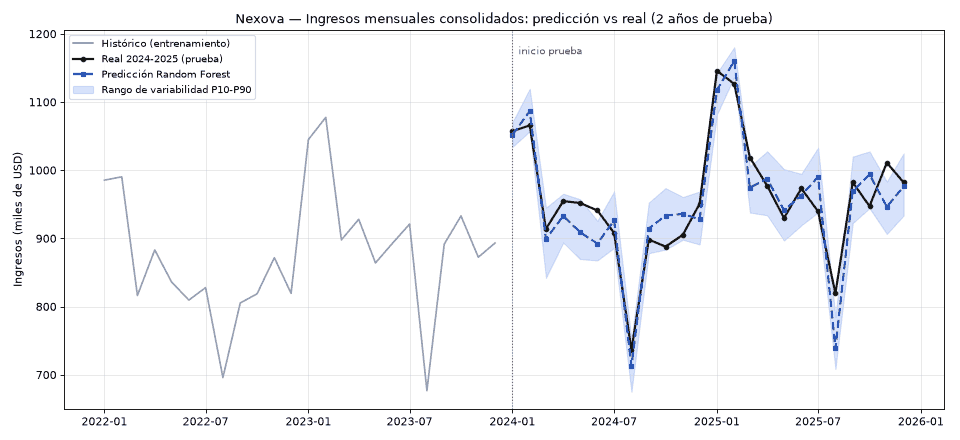 Nexova — Ingresos mensuales consolidados: predicción vs real (2 años de prueba)
Histórico (entrenamiento)
Real 2024-2025 (prueba)
Predicción Random Forest
Rango de variabilidad P10-P90
inicio prueba
Ingresos (miles de USD)
1200
1100
1000
900
800
700
2022-01
2022-07
2023-01
2023-07
2024-01
2024-07
2025-01
2025-07
2026-01